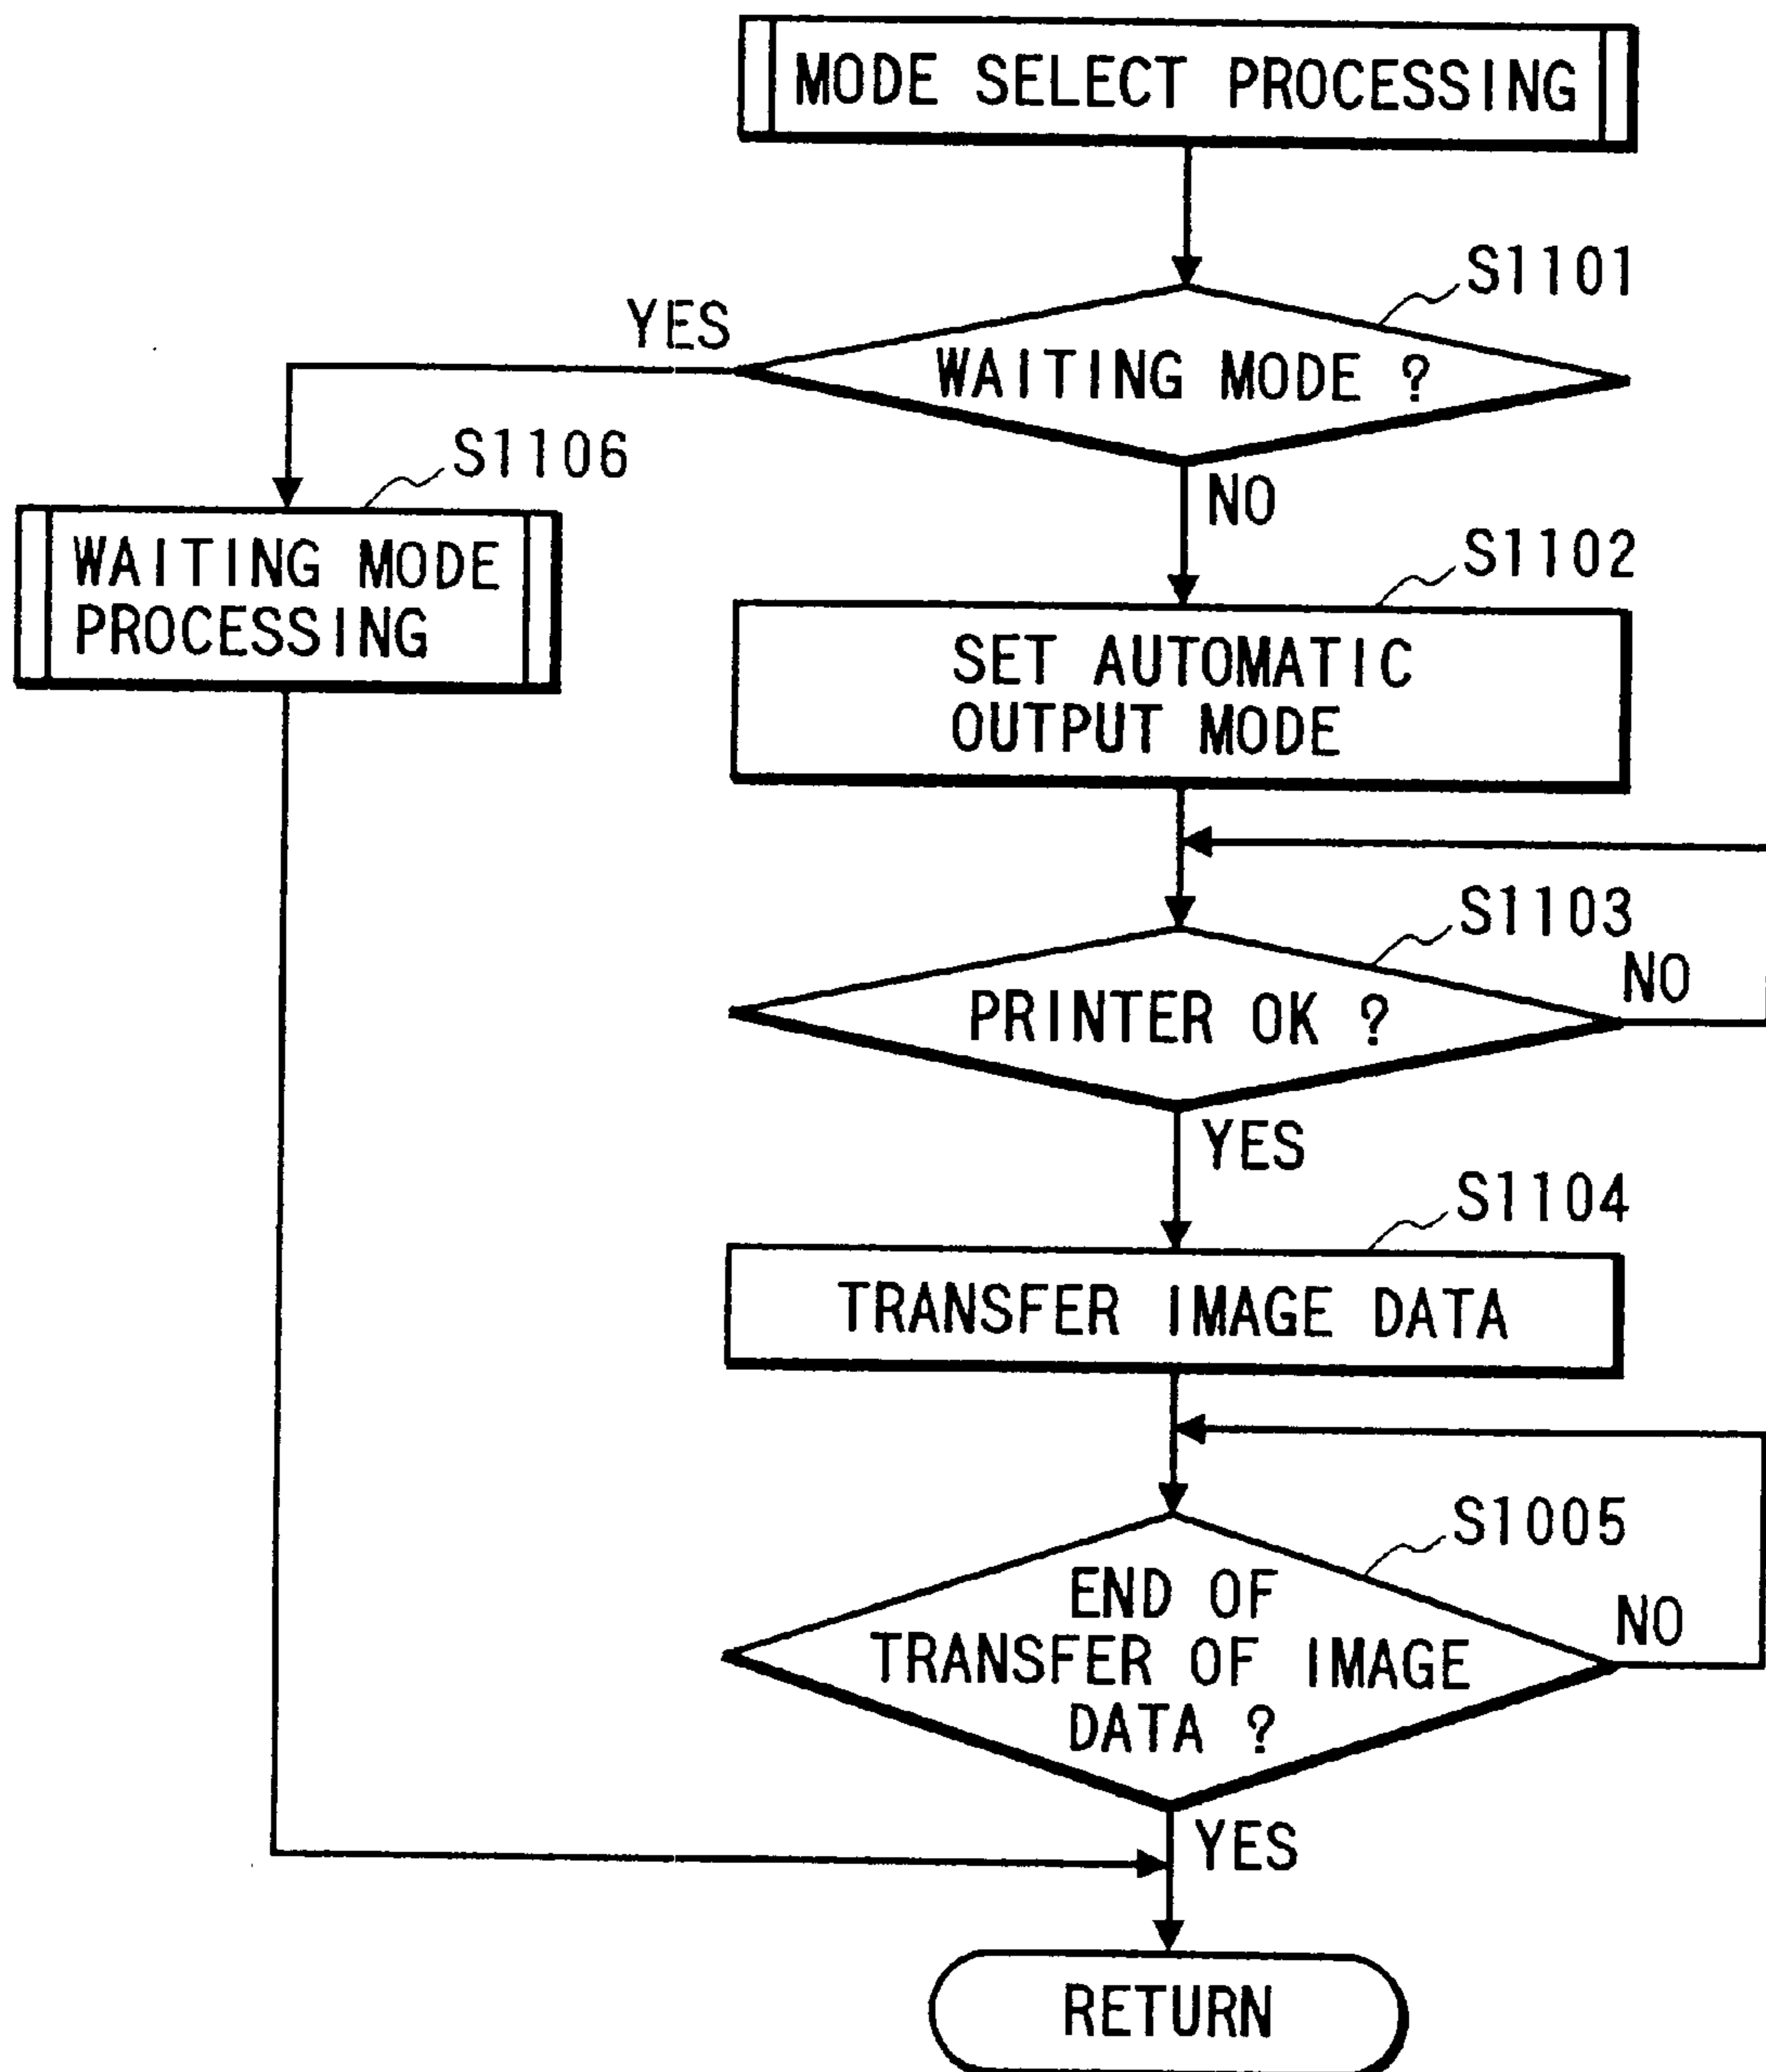 MODE SELECT PROCESSING
S1101
YES
WAITING MODE ?
S1106
NO
WAITING MODE
PROCESSING
S1102
SET AUTOMATIC
OUTPUT MODE
S1103
NO
PRINTER OK ?
YES
S1104
TRANSFER IMAGE DATA
S1005
END OF
TRANSFER OF IMAGE
DATA ?
NO
YES
RETURN